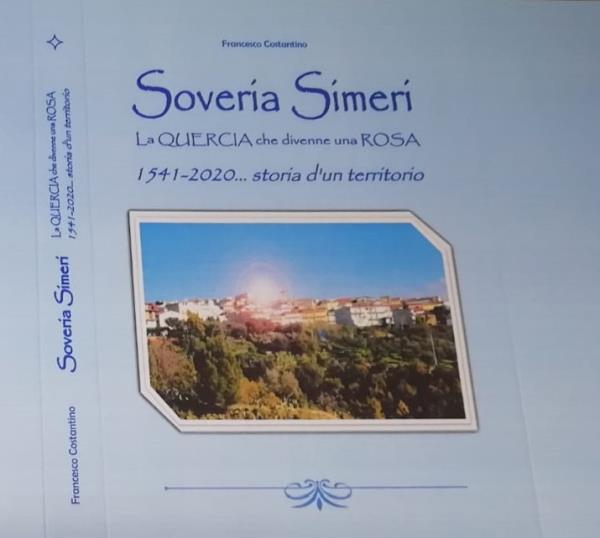 Francesco Costantino
Soveria Simeri
La QUERCIA che divenne una ROSA
1541-2020... storia d'un territorio
Francesco Costantino
Soveria Simeri
La QUERCIA che divenne una ROSA
1541-2020... storia d'un territorio